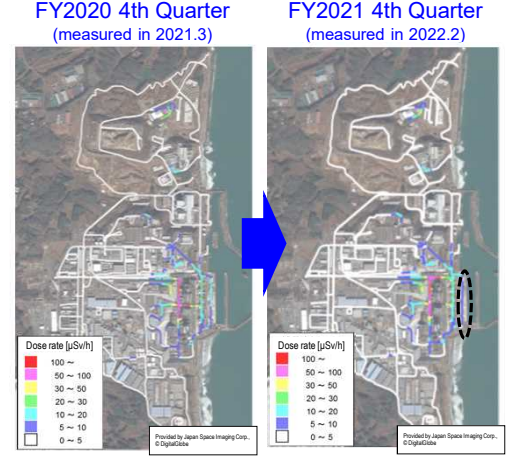 FY2020 4th Quarter
(measured in 2021.3)
FY2021 4th Quarter
(measured in 2022.2)
Dose rate [µSv/h]
100 ~
50 ~ 100
30 ~ 50
20 ~ 30
10 ~ 20
5 ~ 10
0 ~ 5
Provided by Japan Space Imaging Corp.,
© DigitalGlobe
Dose rate [µSv/h]
100 ~
50 ~ 100
30 ~ 50
20 ~ 30
10 ~ 20
5 ~ 10
0 ~ 5
Provided by Japan Space Imaging Corp.,
© DigitalGlobe